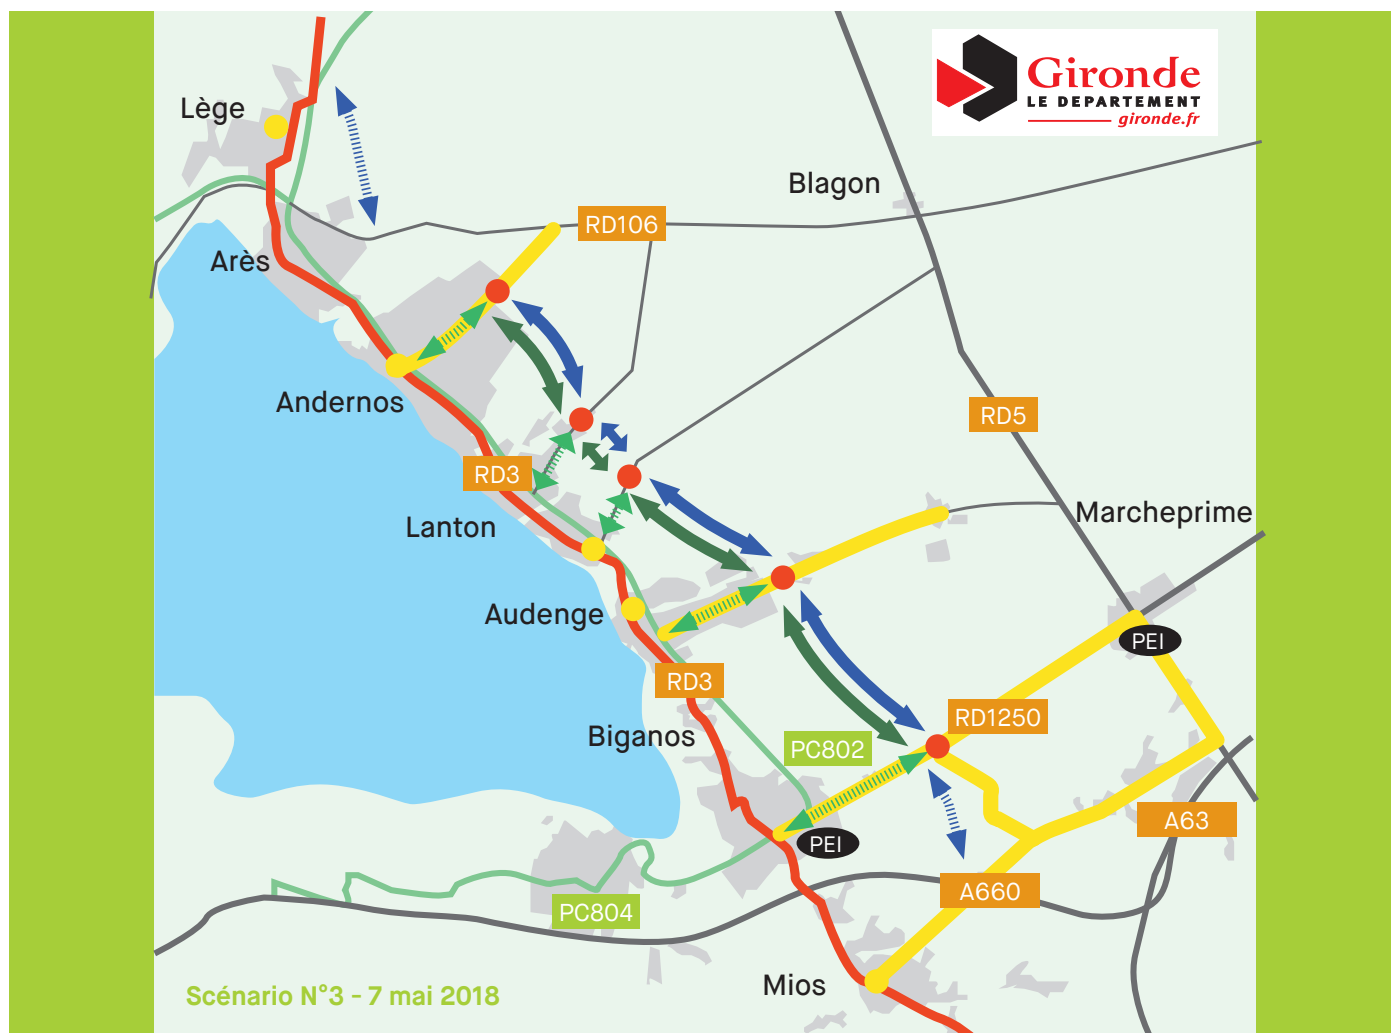 Gironde
LE DEPARTEMENT
gironde.fr
Lège
Blagon
RD106
Arès
Andernos
RD5
RD3
Lanton
Marcheprime
Audenge
PEI
RD3
RD1250
Biganos
PC802
A63
PEI
A660
PC804
Mios
Scénario N°3 - 7 mai 2018